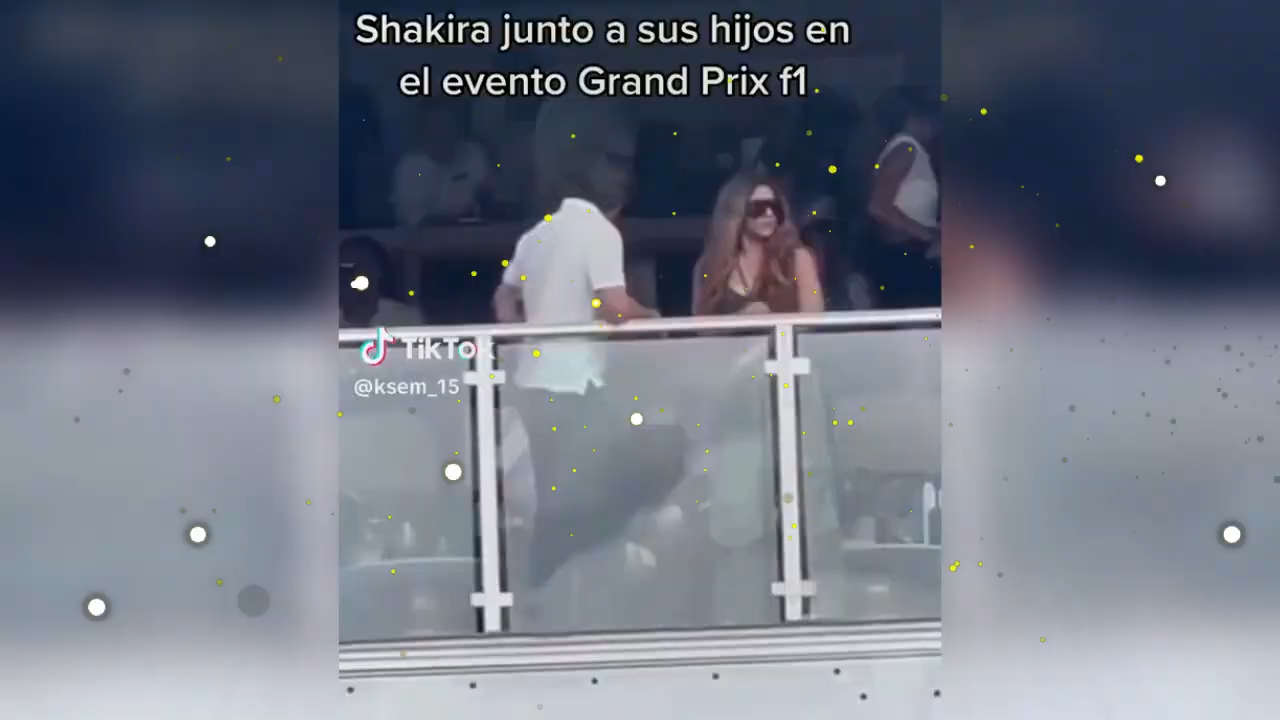 Shakira junto a sus hijos en
el evento Grand Prix f1
TikTok
@ksem_15